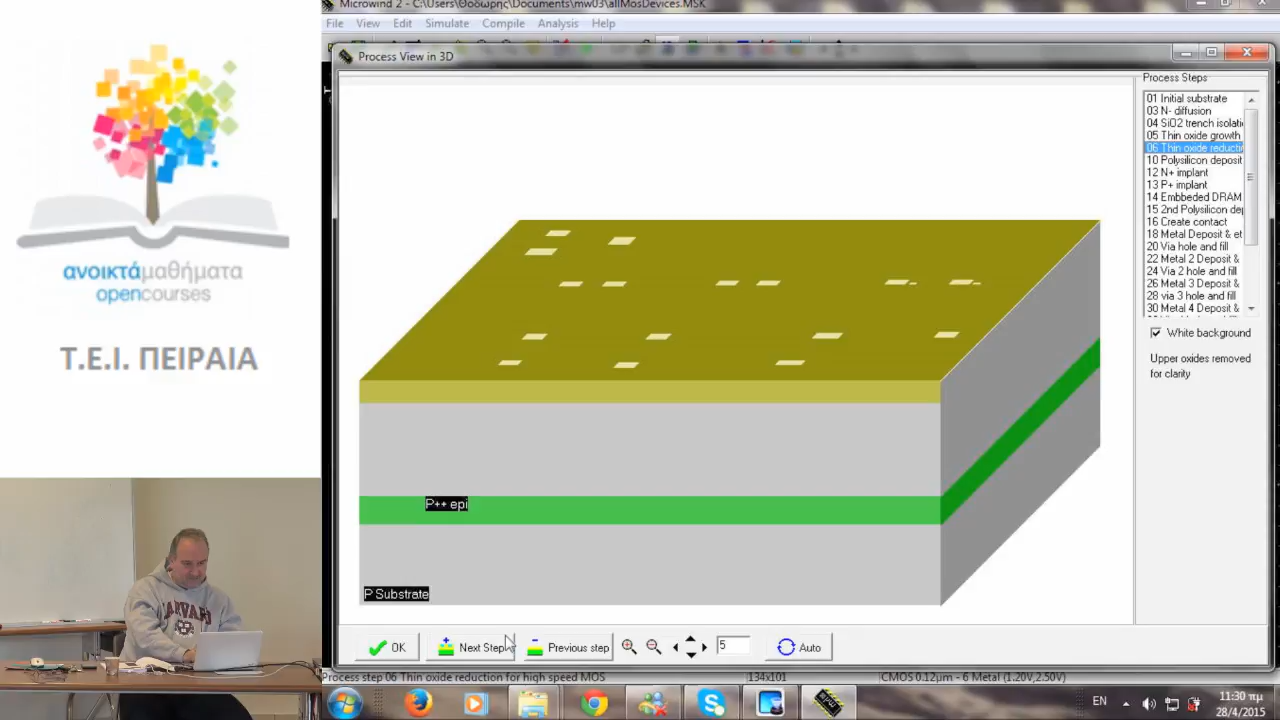 Microwind 2 - C:\Users\Θοδωρής\Documents\mw03\allMosDevices.MSK
File View Edit Simulate Compile Analysis Help
Process View in 3D
ανοικτάμαθήματα
opencourses
Τ.Ε.Ι. ΠΕΙΡΑΙΑ
HARVARD
Process Steps
01 Initial substrate
03 N- diffusion
04 SiO2 trench isolati
05 Thin oxide growth
06 Thin oxide reducti
10 Polysilicon deposit
12 N+ implant
13 P+ implant
14 Embbeded DRAM
15 2nd Polysilicon dep
16 Create contact
18 Metal Deposit & et
20 Via hole and fill
22 Metal 2 Deposit &
24 Via 2 hole and fill
26 Metal 3 Deposit &
28 via 3 hole and fill
30 Metal 4 Deposit &
White background
Upper oxides removed
for clarity
P++ epi
P Substrate
OK Next Step Previous step 5 Auto
Process step 06 Thin oxide reduction for high speed MOS 134x101 CMOS 0.12µm - 6 Metal (1.20V,2.50V)
EN 11:30 πμ
28/4/2015